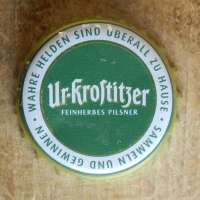 WAHRE HELDEN SIND ÜBERALL ZU HAUSE ·
Ur-Krostitzer
FEINHERBES PILSNER
SAMMELN UND GEWINNEN ·